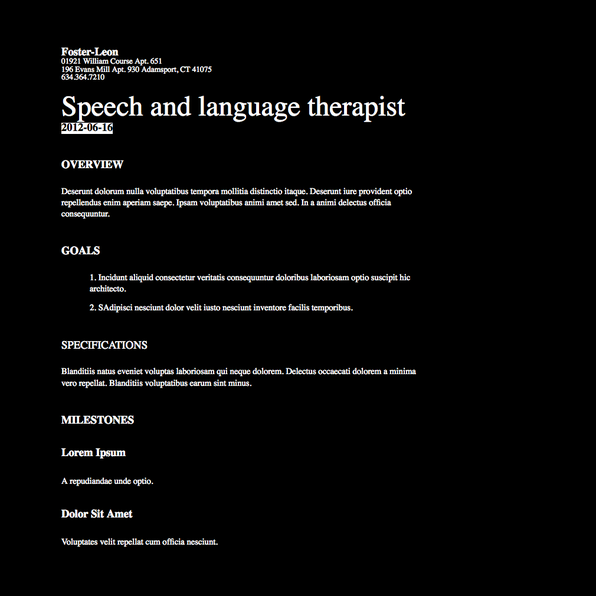 Foster-Leon
01921 William Course Apt. 651
196 Evans Mill Apt. 930 Adamsport, CT 41075
634.364.7210
Speech and language therapist
2012-06-16
OVERVIEW
Deserunt dolorum nulla voluptatibus tempora mollitia distinctio itaque. Deserunt iure provident optio
repellendus enim aperiam saepe. Ipsam voluptatibus animi amet sed. In a animi delectus officia
consequuntur.
GOALS
1. Incidunt aliquid consectetur veritatis consequuntur doloribus laboriosam optio suscipit hic
architecto.
2. SAdipisci nesciunt dolor velit iusto nesciunt inventore facilis temporibus.
SPECIFICATIONS
Blanditiis natus eveniet voluptas laboriosam qui neque dolorem. Delectus occaecati dolorem a minima
vero repellat. Blanditiis voluptatibus earum sint minus.
MILESTONES
Lorem Ipsum
A repudiandae unde optio.
Dolor Sit Amet
Voluptates velit repellat cum officia nesciunt.